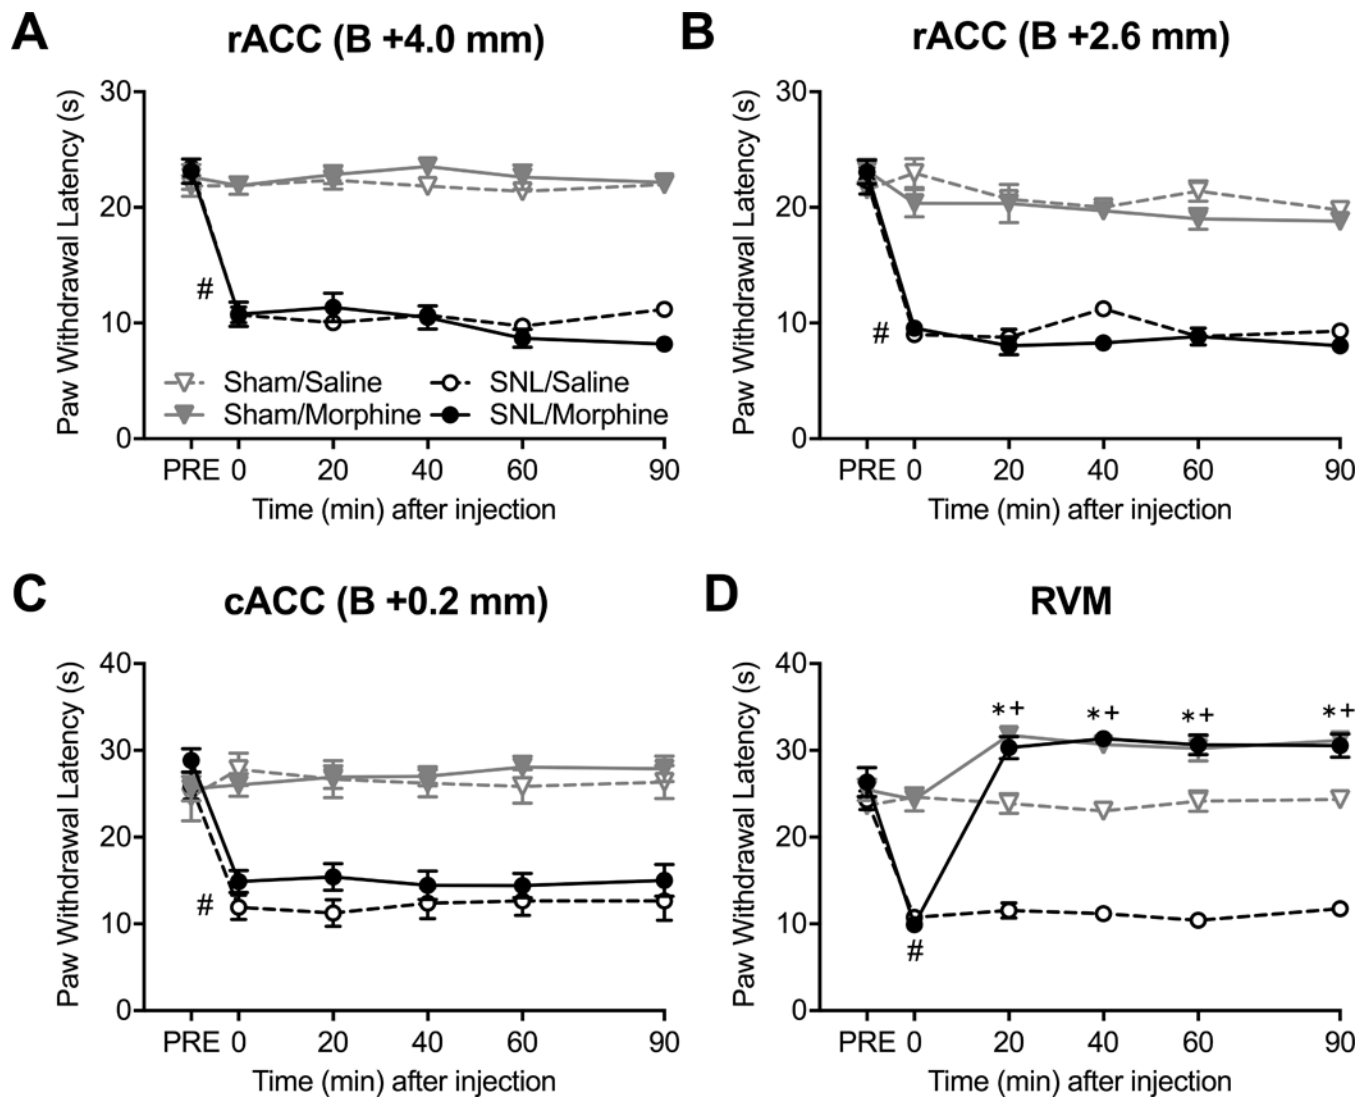 A
rACC (B +4.0 mm)
Paw Withdrawal Latency (s)
30
20
10
0
#
Sham/Saline
SNL/Saline
Sham/Morphine
SNL/Morphine
PRE 0 20 40 60 90
Time (min) after injection
B
rACC (B +2.6 mm)
Paw Withdrawal Latency (s)
30
20
10
0
#
PRE 0 20 40 60 90
Time (min) after injection
C
cACC (B +0.2 mm)
Paw Withdrawal Latency (s)
40
30
20
10
0
#
PRE 0 20 40 60 90
Time (min) after injection
D
RVM
Paw Withdrawal Latency (s)
40
30
20
10
0
*+ *+ *+ *+
#
PRE 0 20 40 60 90
Time (min) after injection